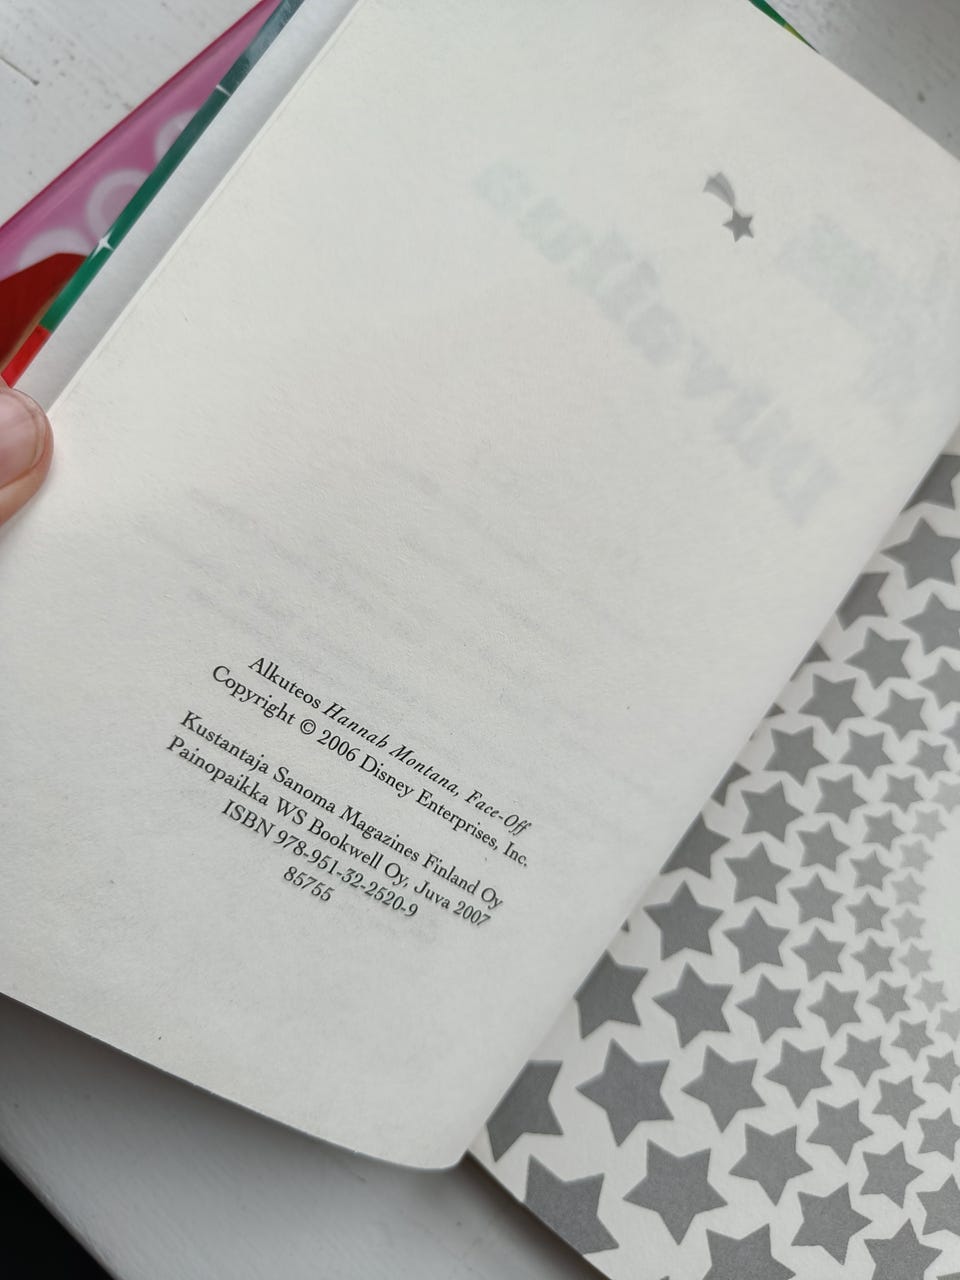 Alkuteos Hannah Montana, Face-Off
Copyright © 2006 Disney Enterprises, Inc.
Kustantaja Sanoma Magazines Finland Oy
Painopaikka WS Bookwell Oy, Juva 2007
ISBN 978-951-32-2520-9
85755